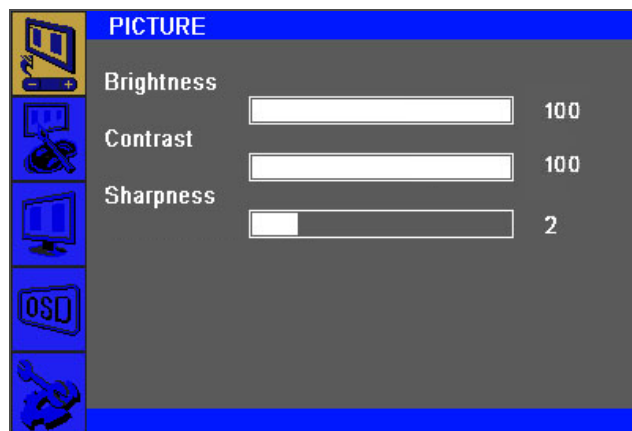 PICTURE
Brightness
100
Contrast
100
Sharpness
2
OSD